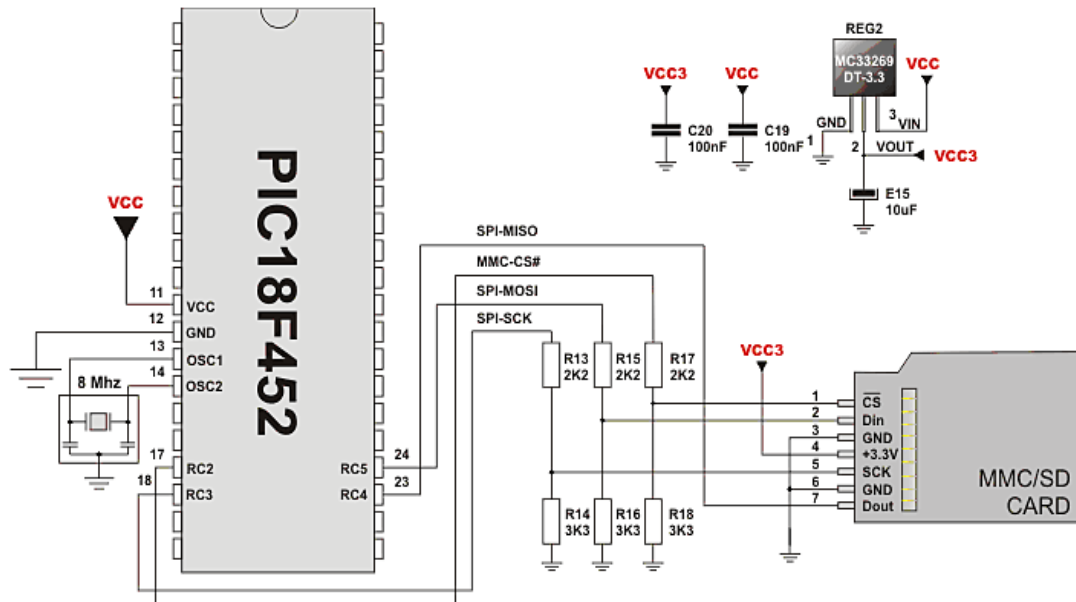 REG2
MC33269
DT-3.3
VCC
VCC3
VCC
GND
3
VIN
1
2
VOUT
VCC3
C20
100nF
C19
100nF
E15
10uF
PIC18F452
VCC
11
VCC
12
GND
13
OSC1
14
OSC2
8 Mhz
17
RC2
18
RC3
24
RC5
23
RC4
SPI-MISO
MMC-CS#
SPI-MOSI
SPI-SCK
R13
2K2
R15
2K2
R17
2K2
VCC3
R14
3K3
R16
3K3
R18
3K3
1
CS
2
Din
3
GND
4
+3.3V
5
SCK
6
GND
7
Dout
MMC/SD
CARD